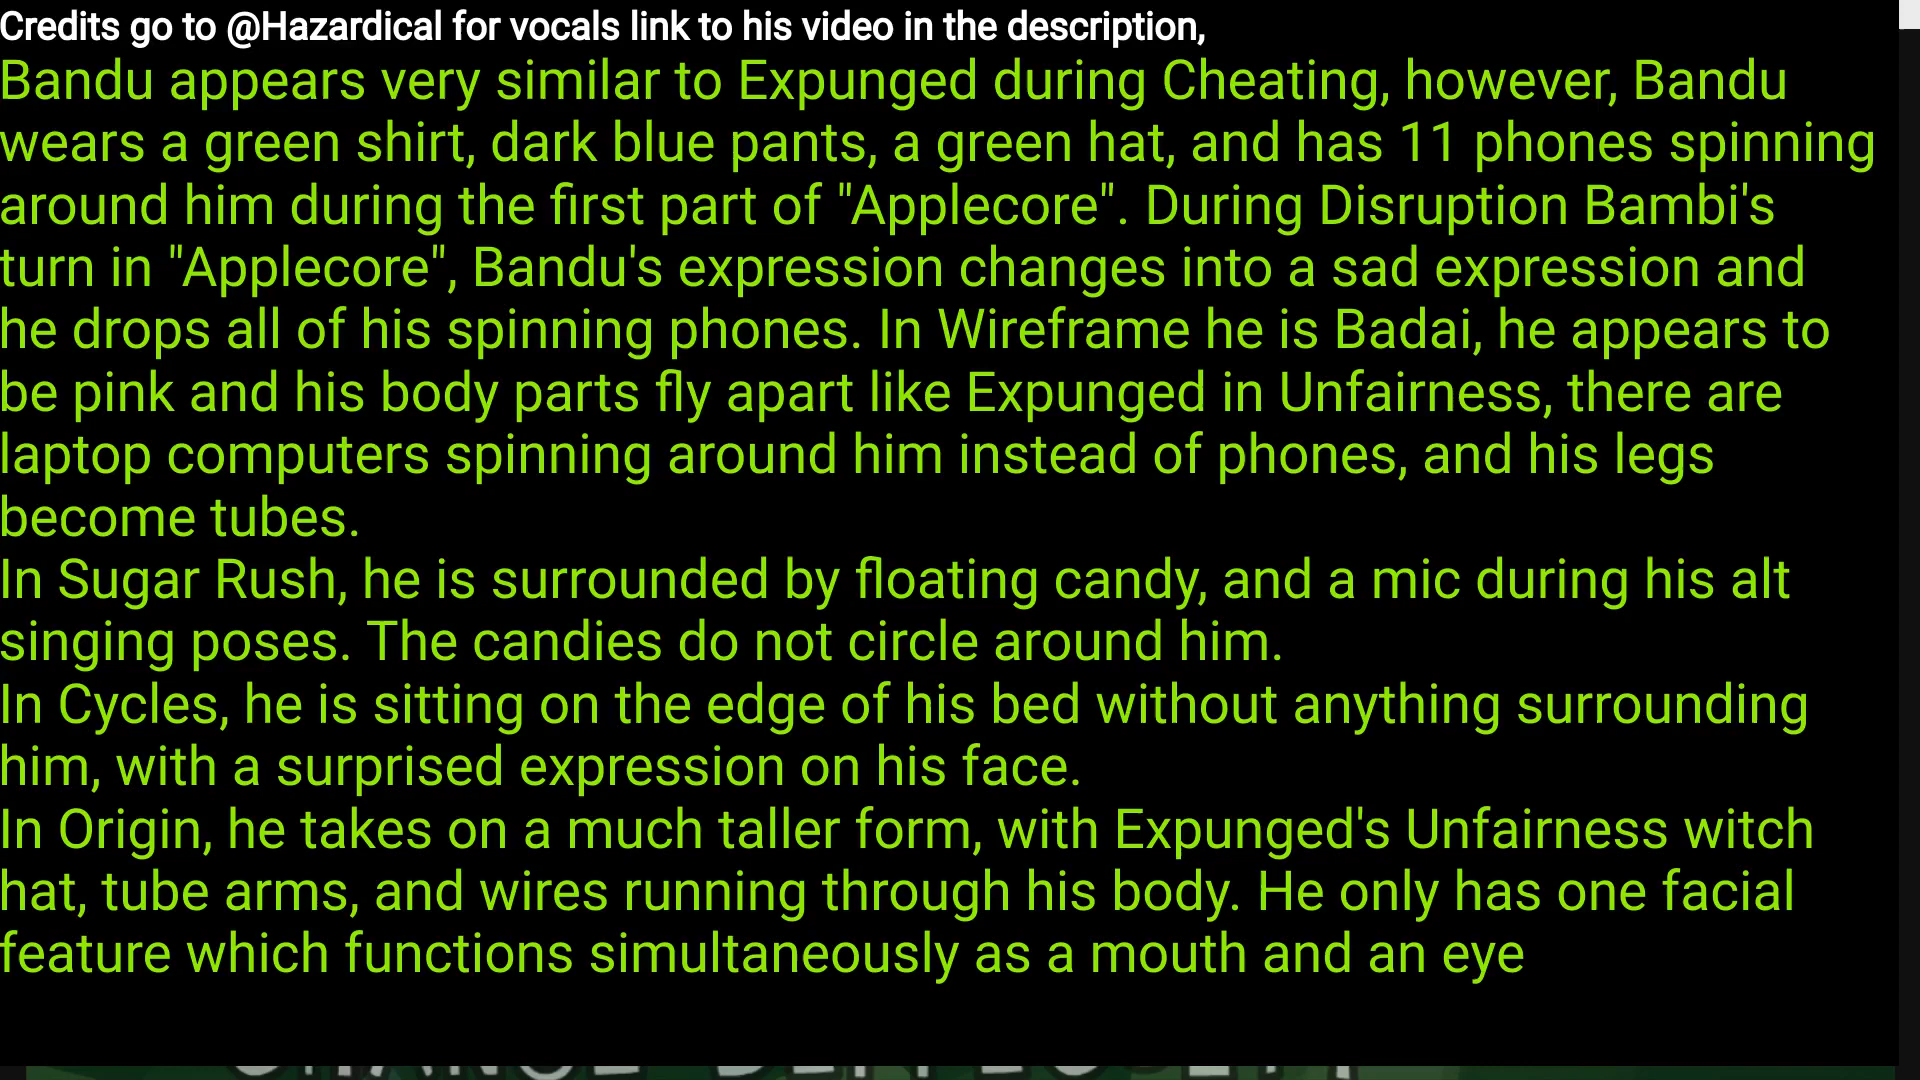 Credits go to @Hazardical for vocals link to his video in the description,
Bandu appears very similar to Expunged during Cheating, however, Bandu
wears a green shirt, dark blue pants, a green hat, and has 11 phones spinning
around him during the first part of "Applecore". During Disruption Bambi's
turn in "Applecore", Bandu's expression changes into a sad expression and
he drops all of his spinning phones. In Wireframe he is Badai, he appears to
be pink and his body parts fly apart like Expunged in Unfairness, there are
laptop computers spinning around him instead of phones, and his legs
become tubes.
In Sugar Rush, he is surrounded by floating candy, and a mic during his alt
singing poses. The candies do not circle around him.
In Cycles, he is sitting on the edge of his bed without anything surrounding
him, with a surprised expression on his face.
In Origin, he takes on a much taller form, with Expunged's Unfairness witch
hat, tube arms, and wires running through his body. He only has one facial
feature which functions simultaneously as a mouth and an eye